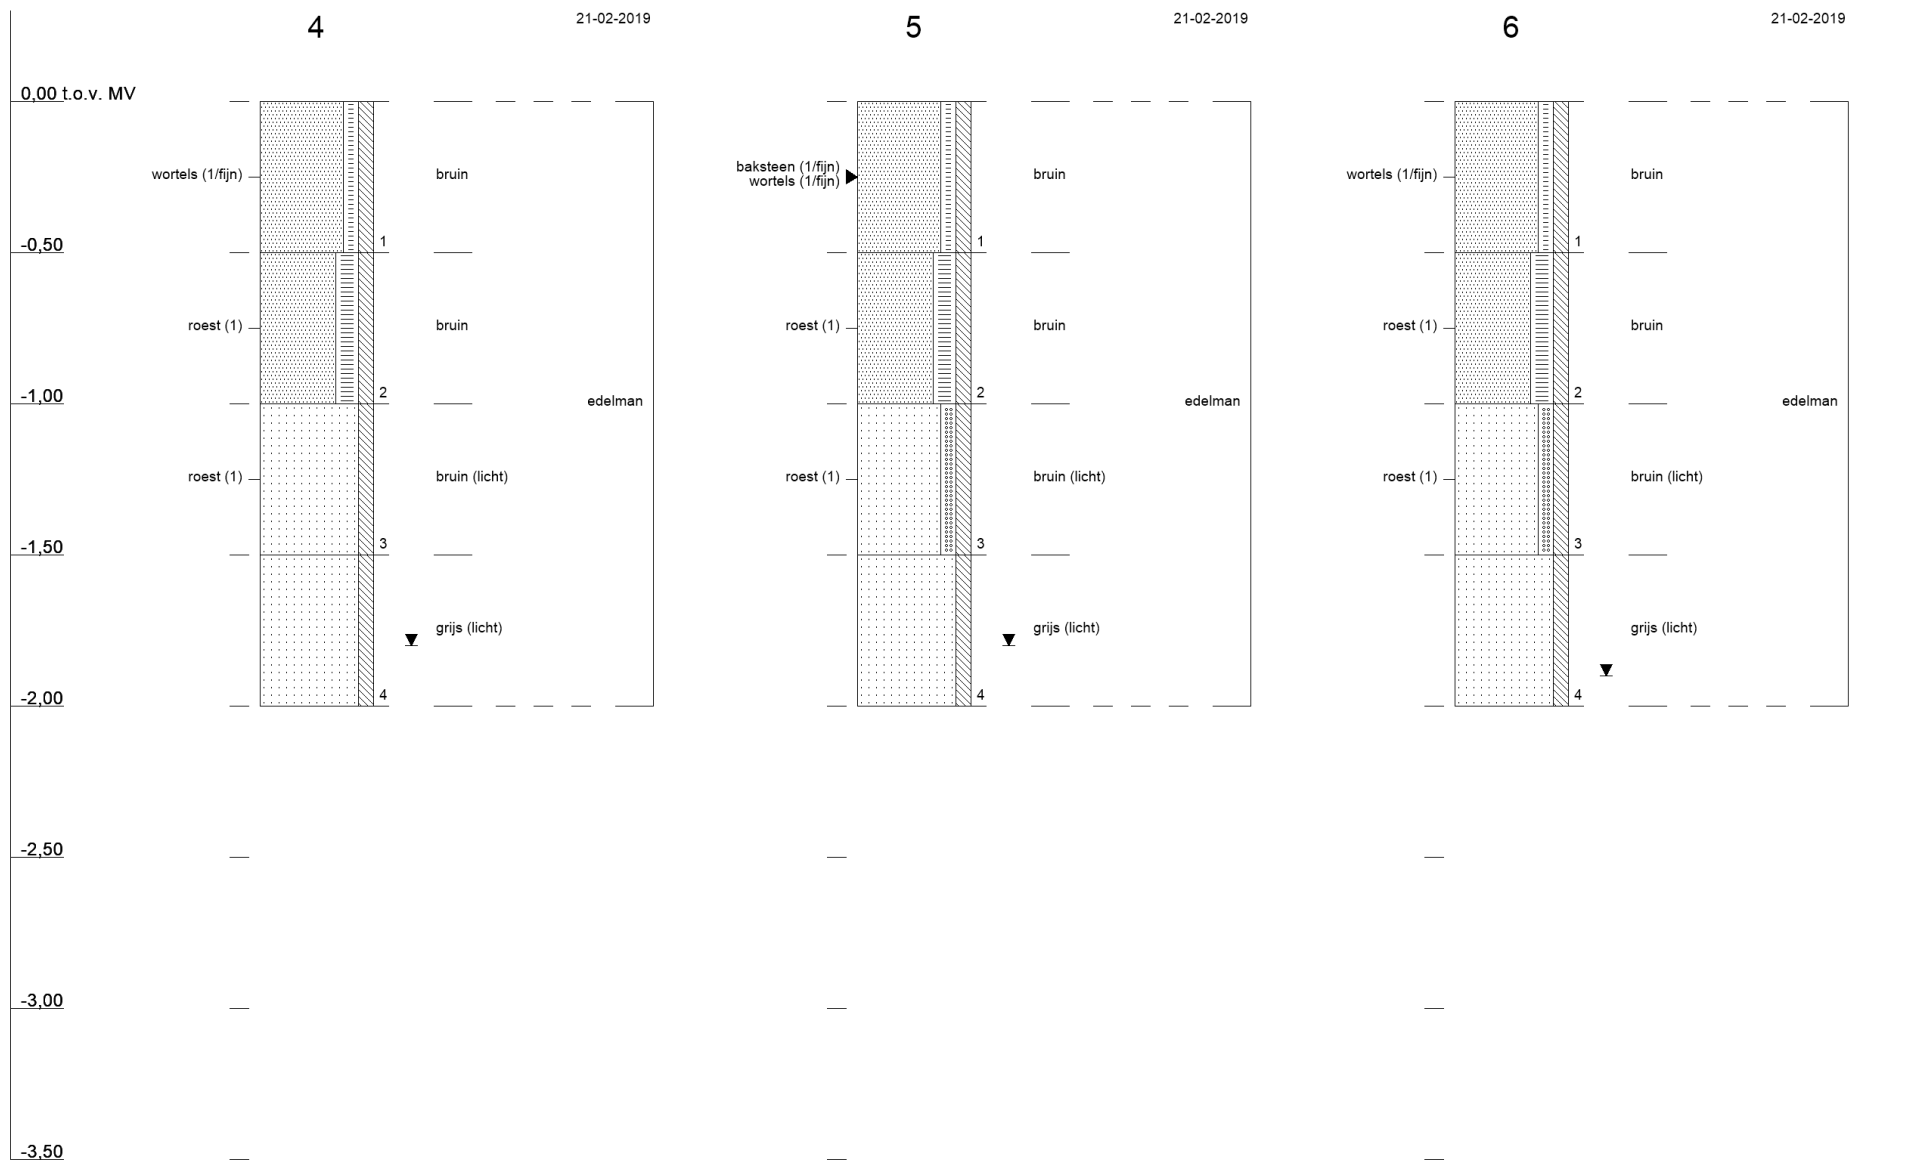 4 21-02-2019 5 21-02-2019 6 21-02-2019
0,00 t.o.v. MV
baksteen (1/fijn)
wortels (1/fijn) bruin wortels (1/fijn) bruin wortels (1/fijn) bruin
-0,50 1 1 1
roest (1) bruin roest (1) bruin roest (1) bruin
-1,00 2 2 2
edelman edelman edelman
roest (1) bruin (licht) roest (1) bruin (licht) roest (1) bruin (licht)
-1,50 3 3 3
grijs (licht) grijs (licht) grijs (licht)
-2,00 4 4 4
-2,50
-3,00
-3,50